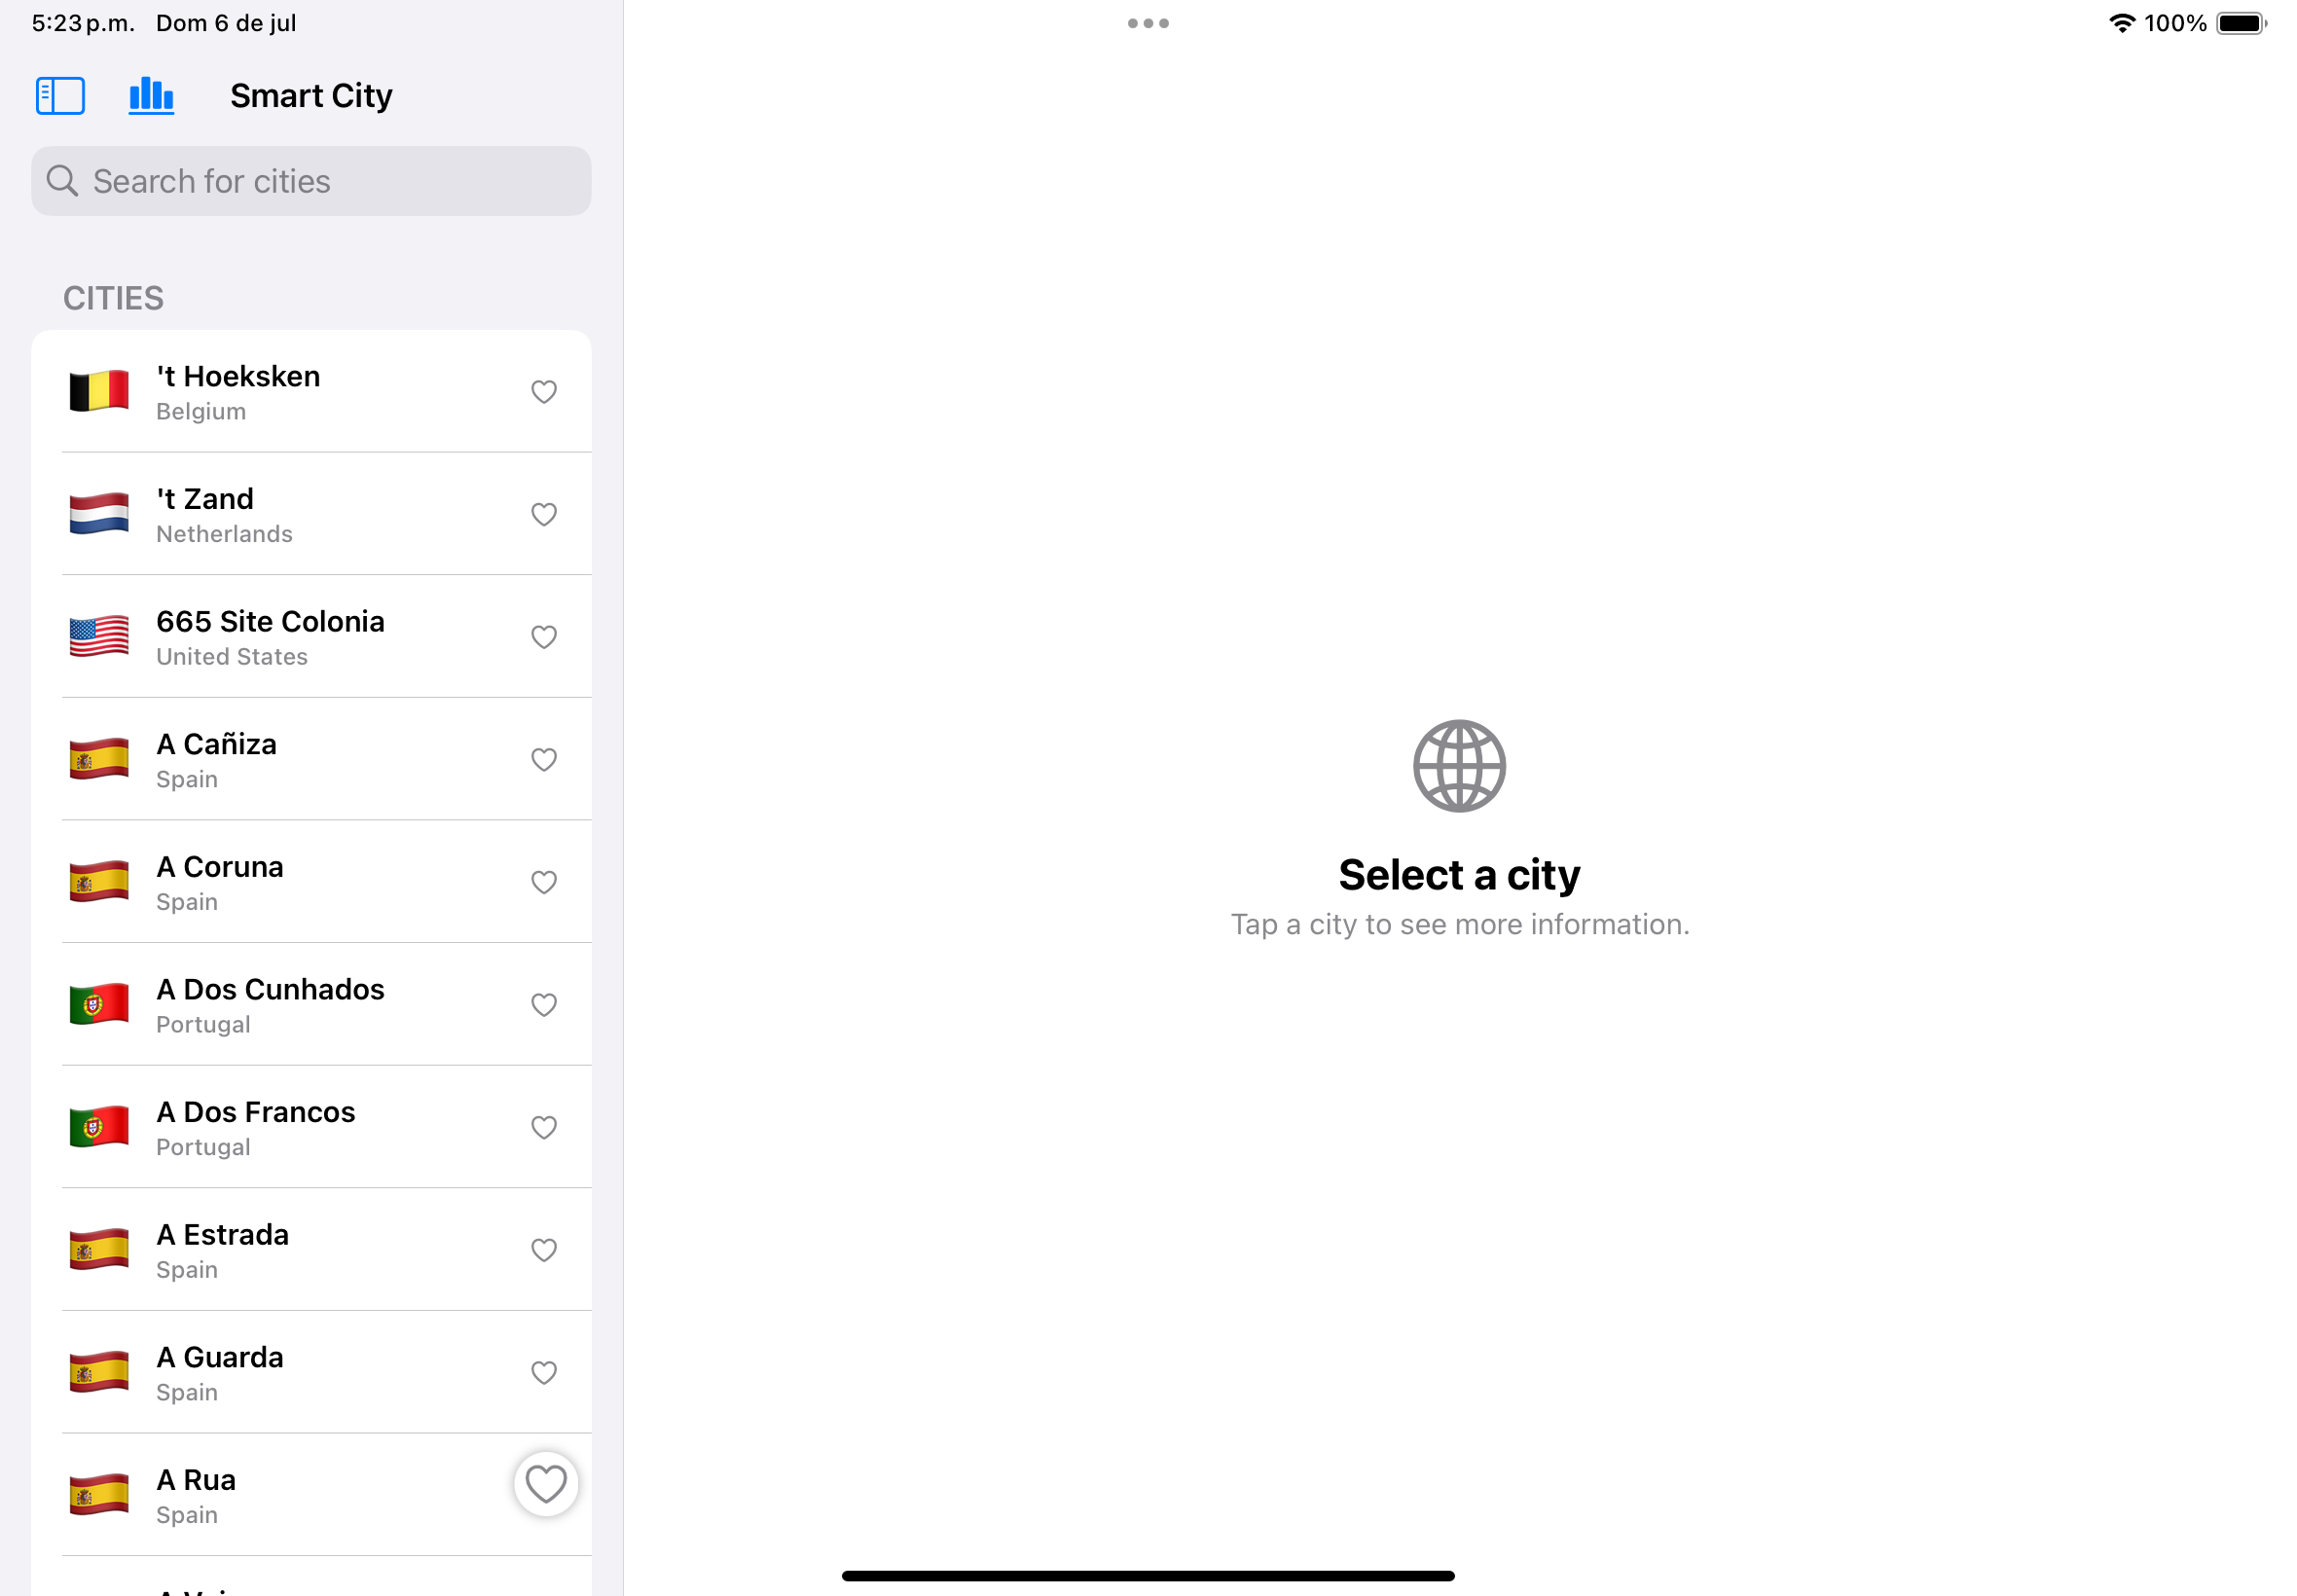 5:23 p.m. Dom 6 de jul
100%
Smart City
Search for cities
CITIES
't Hoeksken
Belgium
't Zand
Netherlands
665 Site Colonia
United States
A Cañiza
Spain
A Coruna
Spain
A Dos Cunhados
Portugal
A Dos Francos
Portugal
A Estrada
Spain
A Guarda
Spain
A Rua
Spain
Select a city
Tap a city to see more information.